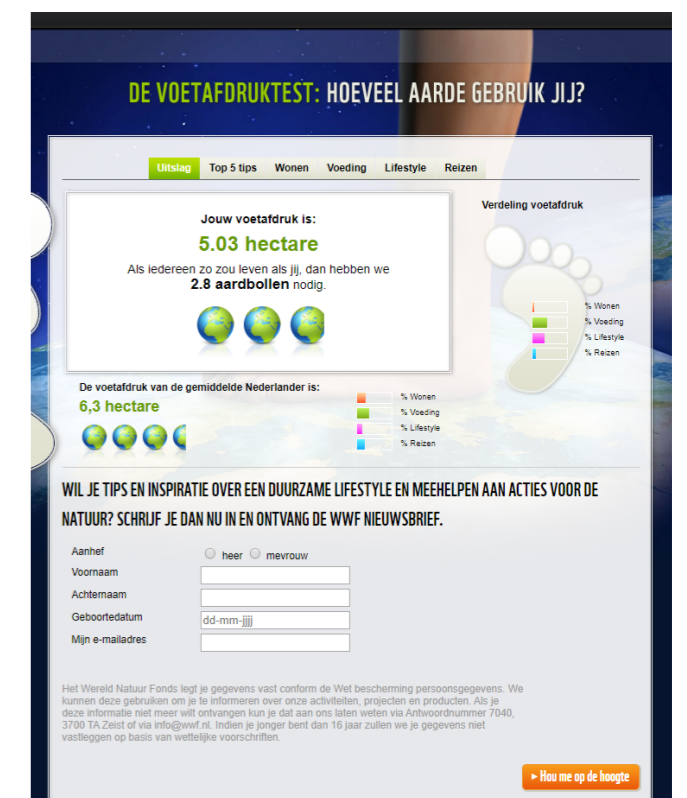 DE VOETAFDRUKTEST: HOEVEEL AARDE GEBRUIK JIJ?
Uitslag Top 5 tips Wonen Voeding Lifestyle Reizen
Jouw voetafdruk is:
5.03 hectare
Als iedereen zo zou leven als jij, dan hebben we
2.8 aardbollen nodig.
Verdeling voetafdruk
% Wonen
% Voeding
% Lifestyle
% Reizen
De voetafdruk van de gemiddelde Nederlander is:
6,3 hectare
% Wonen
% Voeding
% Lifestyle
% Reizen
WIL JE TIPS EN INSPIRATIE OVER EEN DUURZAME LIFESTYLE EN MEEHELPEN AAN ACTIES VOOR DE
NATUUR? SCHRIJF JE DAN NU IN EN ONTVANG DE WWF NIEUWSBRIEF.
Aanhef heer mevrouw
Voornaam
Achternaam
Geboortedatum dd-mm-jjjj
Mijn e-mailadres
Het Wereld Natuur Fonds legt je gegevens vast conform de Wet bescherming persoonsgegevens. We
kunnen deze gebruiken om je te informeren over onze activiteiten, projecten en producten. Als je
deze informatie niet meer wilt ontvangen kun je dat aan ons laten weten via Antwoordnummer 7040,
3700 TA Zeist of via info@wwf.nl. Indien je jonger bent dan 16 jaar zullen we je gegevens niet
vastleggen op basis van wettelijke voorschriften.
Hou me op de hoogte